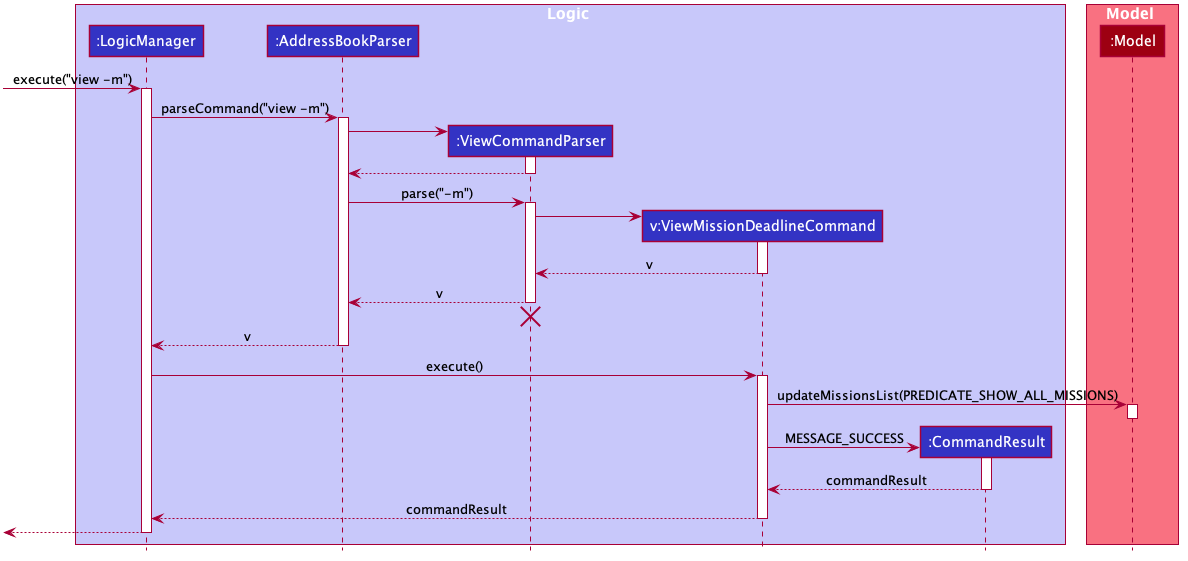 Logic
Model
:LogicManager
:AddressBookParser
:Model
execute("view -m")
parseCommand("view -m")
:ViewCommandParser
parse("-m")
v:ViewMissionDeadlineCommand
v
v
v
execute()
updateMissionsList(PREDICATE_SHOW_ALL_MISSIONS)
MESSAGE_SUCCESS
:CommandResult
commandResult
commandResult